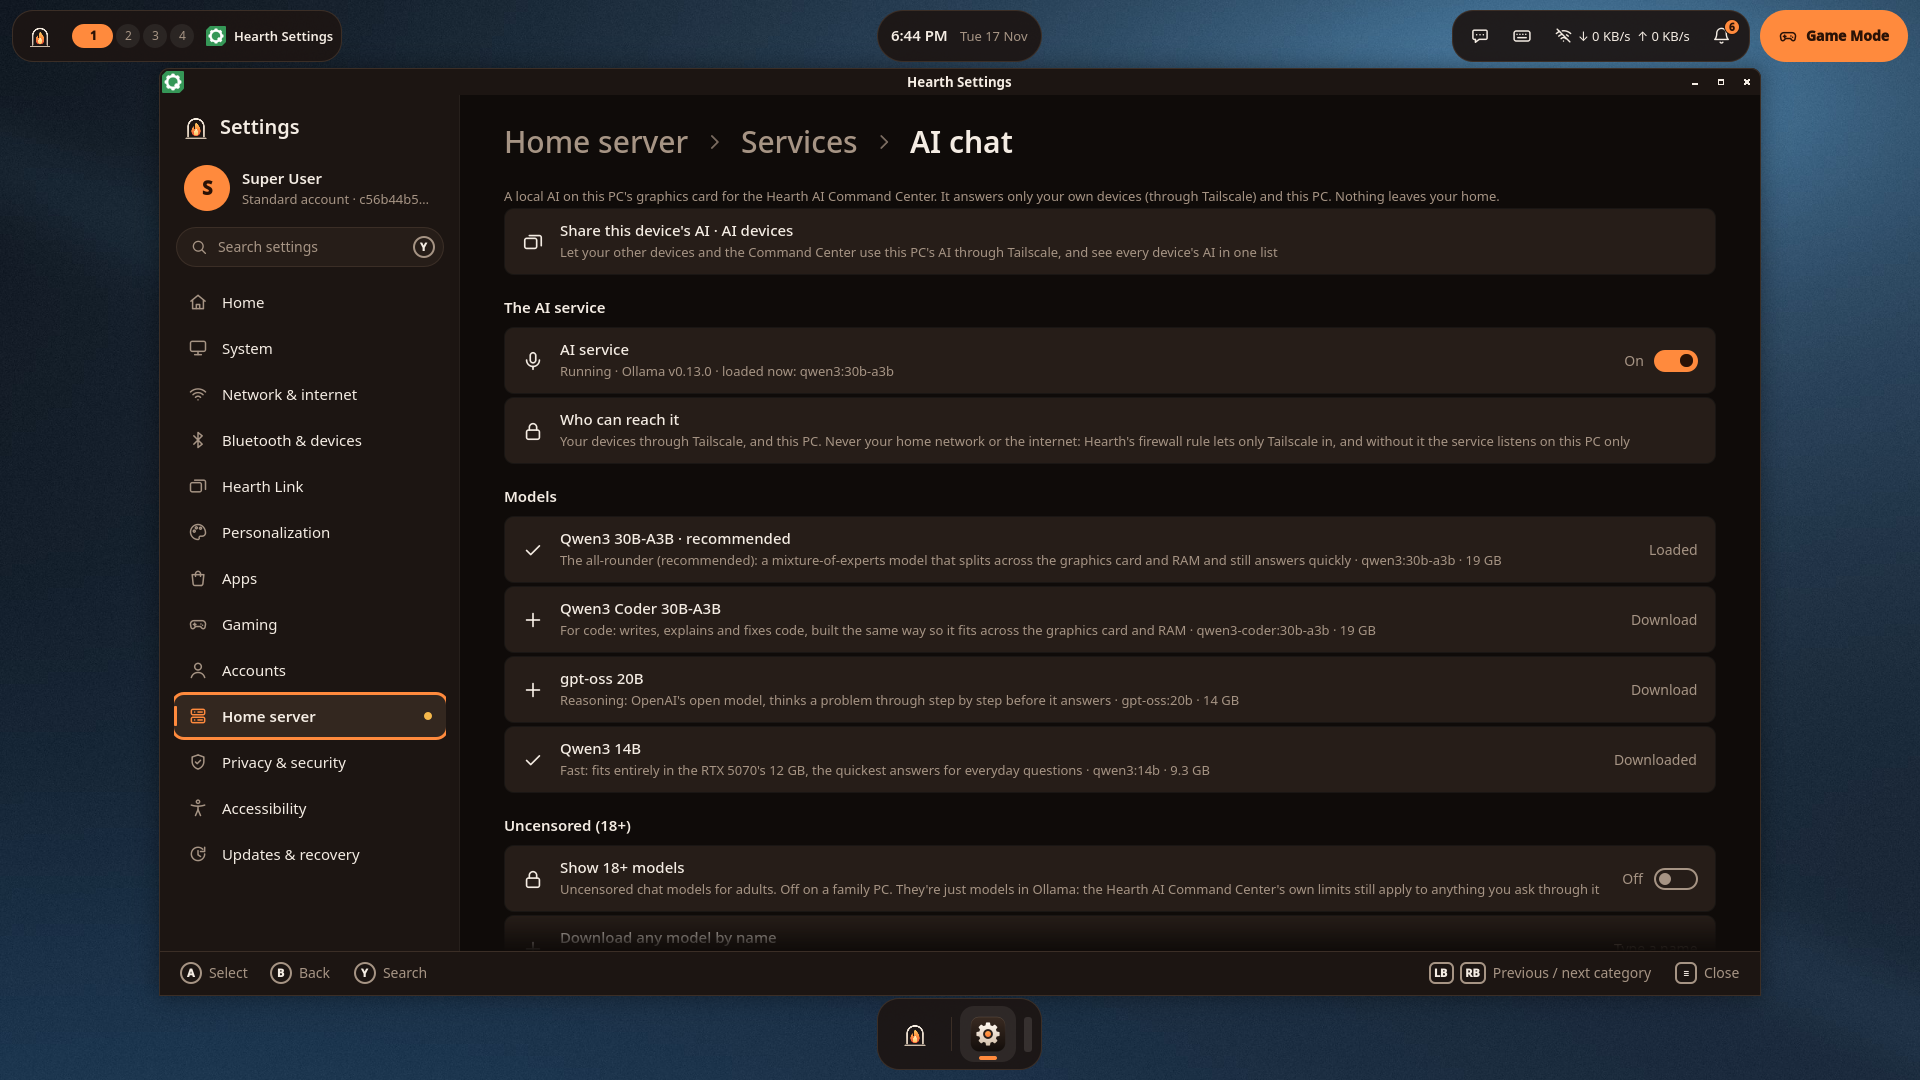 1 2 3 4 Hearth Settings
6:44 PM Tue 17 Nov
↓ 0 KB/s ↑ 0 KB/s 6 Game Mode
Hearth Settings
Settings
S
Super User
Standard account · c56b44b5...
Search settings Y
Home
System
Network & internet
Bluetooth & devices
Hearth Link
Personalization
Apps
Gaming
Accounts
Home server
Privacy & security
Accessibility
Updates & recovery
Home server > Services > AI chat
A local AI on this PC's graphics card for the Hearth AI Command Center. It answers only your own devices (through Tailscale) and this PC. Nothing leaves your home.
Share this device's AI · AI devices
Let your other devices and the Command Center use this PC's AI through Tailscale, and see every device's AI in one list
The AI service
AI service
Running · Ollama v0.13.0 · loaded now: qwen3:30b-a3b
On
Who can reach it
Your devices through Tailscale, and this PC. Never your home network or the internet: Hearth's firewall rule lets only Tailscale in, and without it the service listens on this PC only
Models
Qwen3 30B-A3B · recommended
The all-rounder (recommended): a mixture-of-experts model that splits across the graphics card and RAM and still answers quickly · qwen3:30b-a3b · 19 GB
Loaded
Qwen3 Coder 30B-A3B
For code: writes, explains and fixes code, built the same way so it fits across the graphics card and RAM · qwen3-coder:30b-a3b · 19 GB
Download
gpt-oss 20B
Reasoning: OpenAI's open model, thinks a problem through step by step before it answers · gpt-oss:20b · 14 GB
Download
Qwen3 14B
Fast: fits entirely in the RTX 5070's 12 GB, the quickest answers for everyday questions · qwen3:14b · 9.3 GB
Downloaded
Uncensored (18+)
Show 18+ models
Uncensored chat models for adults. Off on a family PC. They're just models in Ollama: the Hearth AI Command Center's own limits still apply to anything you ask through it
Off
Download any model by name
Type a name
A Select B Back Y Search
LB RB Previous / next category ≡ Close